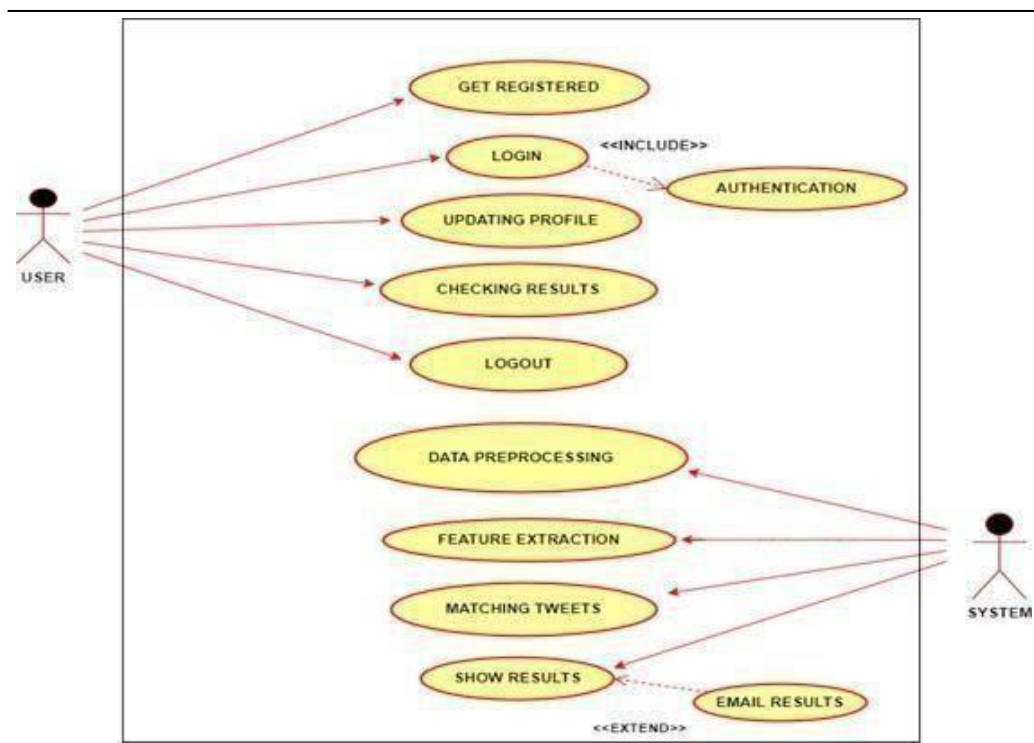 GET REGISTERED
LOGIN
<<INCLUDE>>
AUTHENTICATION
UPDATING PROFILE
USER
CHECKING RESULTS
LOGOUT
DATA PREPROCESSING
FEATURE EXTRACTION
MATCHING TWEETS
SYSTEM
SHOW RESULTS
EMAIL RESULTS
<<EXTEND>>